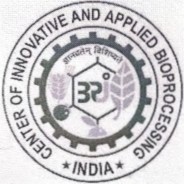 CENTER OF INNOVATIVE AND APPLIED BIOPROCESSING
★ INDIA ★